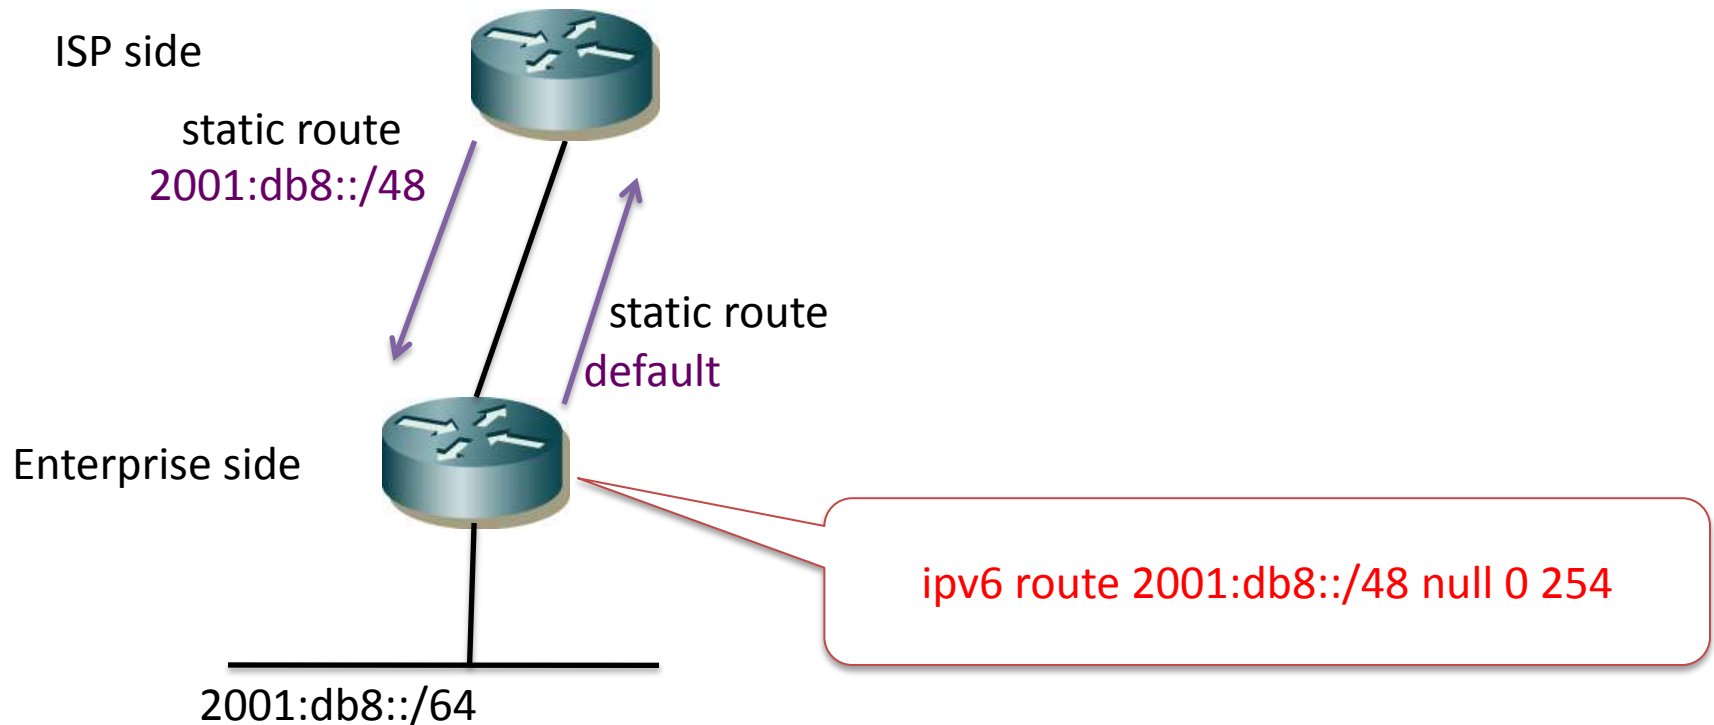 ISP side
static route
2001:db8::/48
static route
default
Enterprise side
ipv6 route 2001:db8::/48 null 0 254
2001:db8::/64